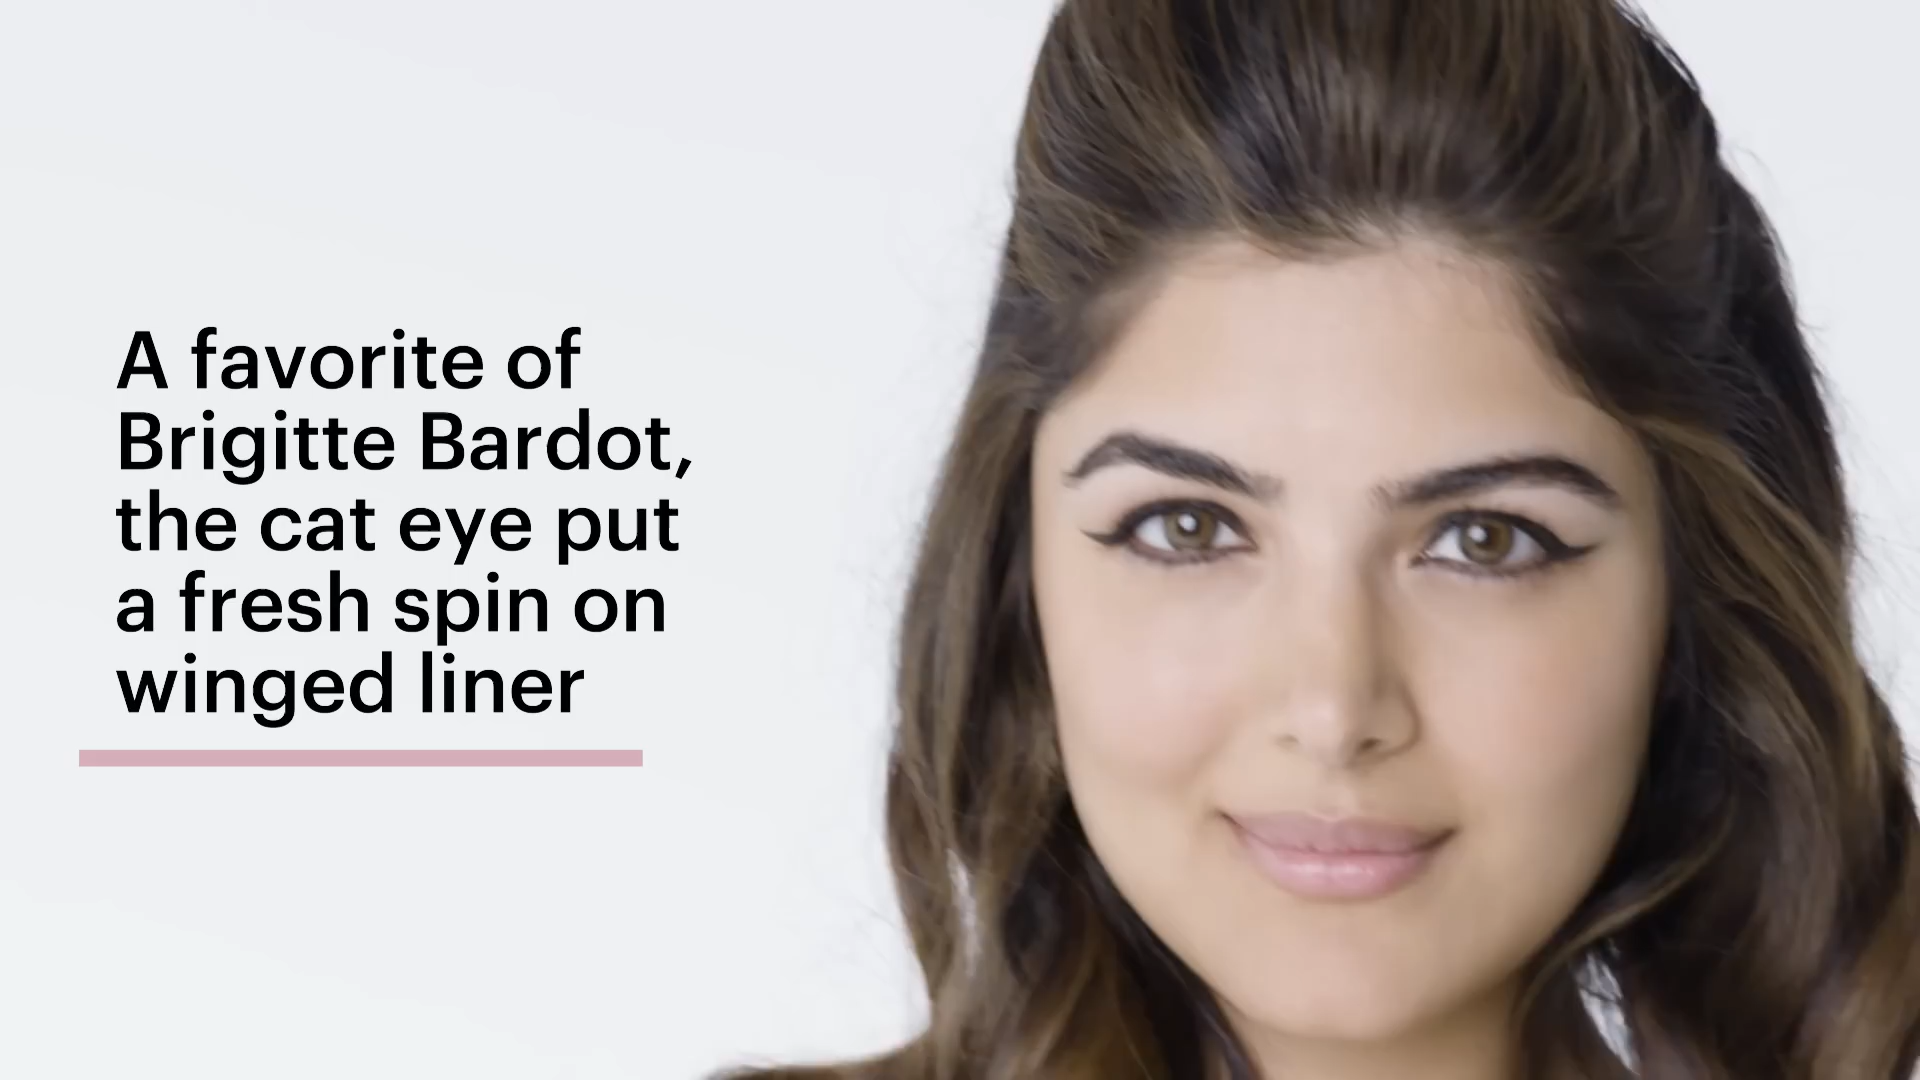 A favorite of
Brigitte Bardot,
the cat eye put
a fresh spin on
winged liner